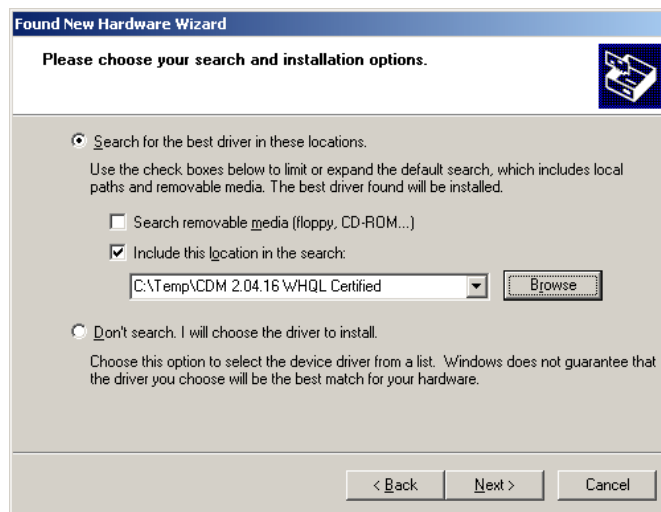 Found New Hardware Wizard
Please choose your search and installation options.
Search for the best driver in these locations.
Use the check boxes below to limit or expand the default search, which includes local
paths and removable media. The best driver found will be installed.
Search removable media (floppy, CD-ROM...)
Include this location in the search:
C:\Temp\CDM 2.04.16 WHQL Certified
Browse
Don't search. I will choose the driver to install.
Choose this option to select the device driver from a list. Windows does not guarantee that
the driver you choose will be the best match for your hardware.
< Back
Next >
Cancel